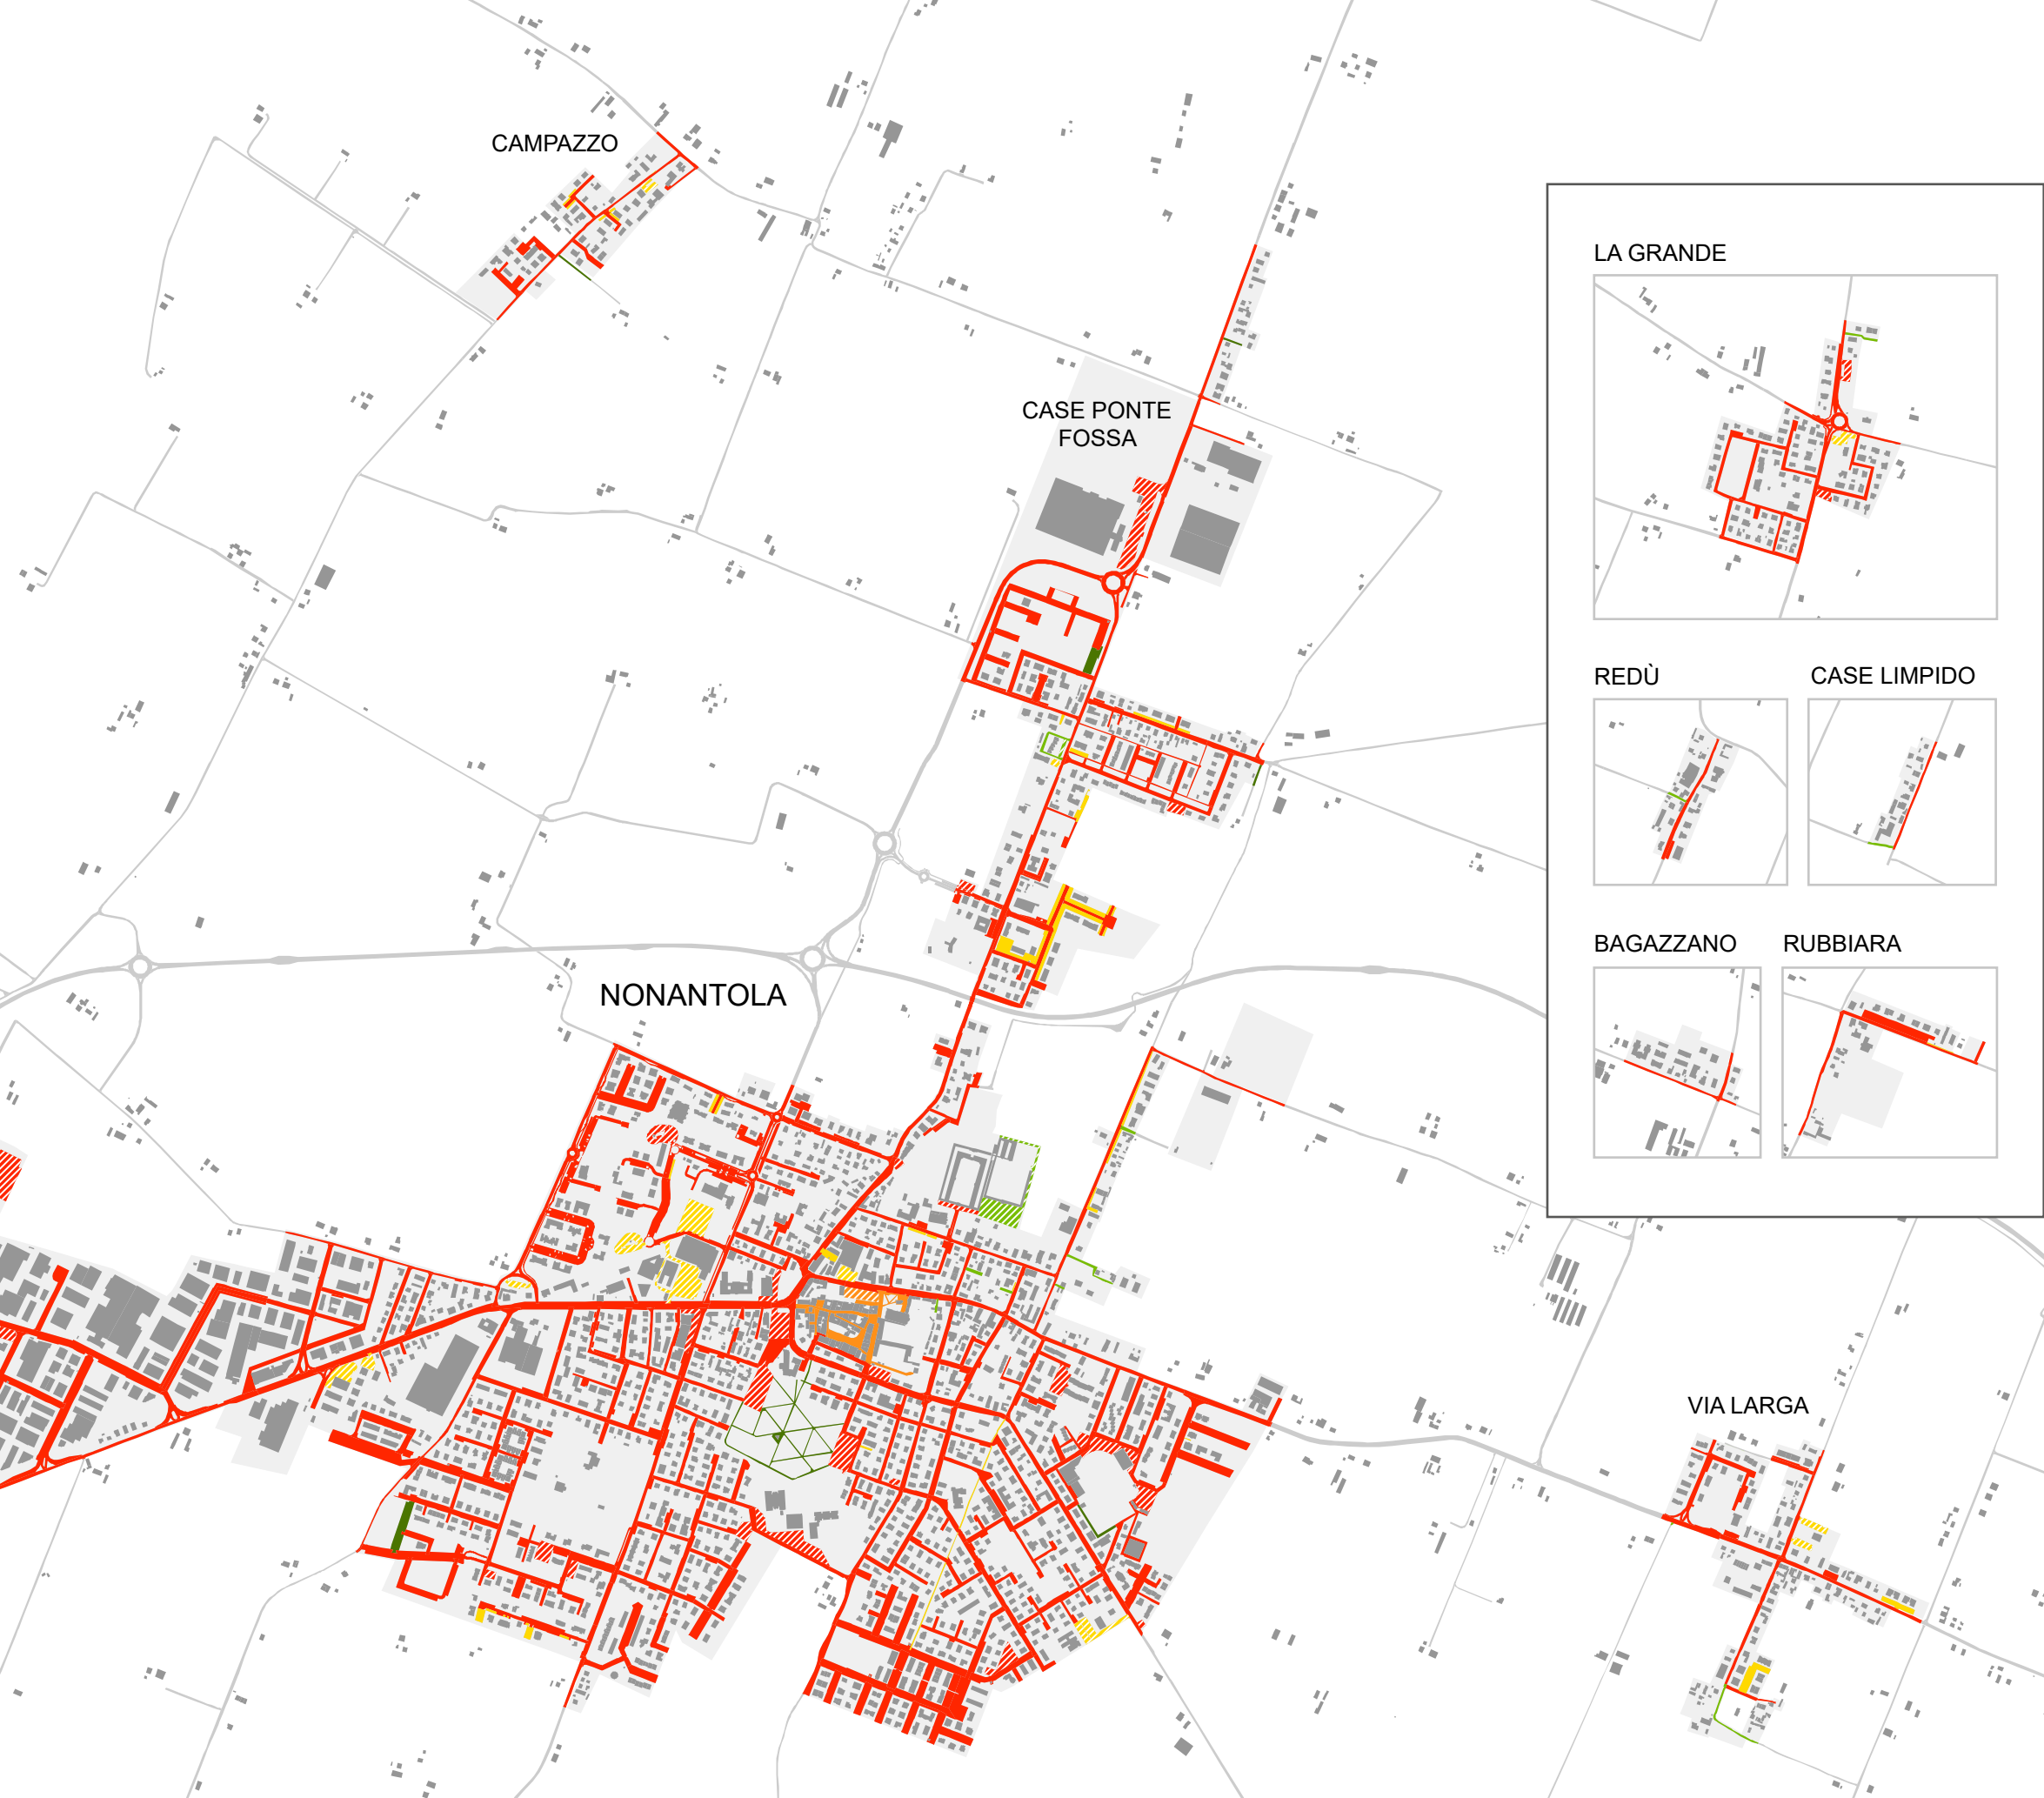 CAMPAZZO
LA GRANDE
CASE PONTE
FOSSA
REDÙ
CASE LIMPIDO
BAGAZZANO
RUBBIARA
NONANTOLA
VIA LARGA